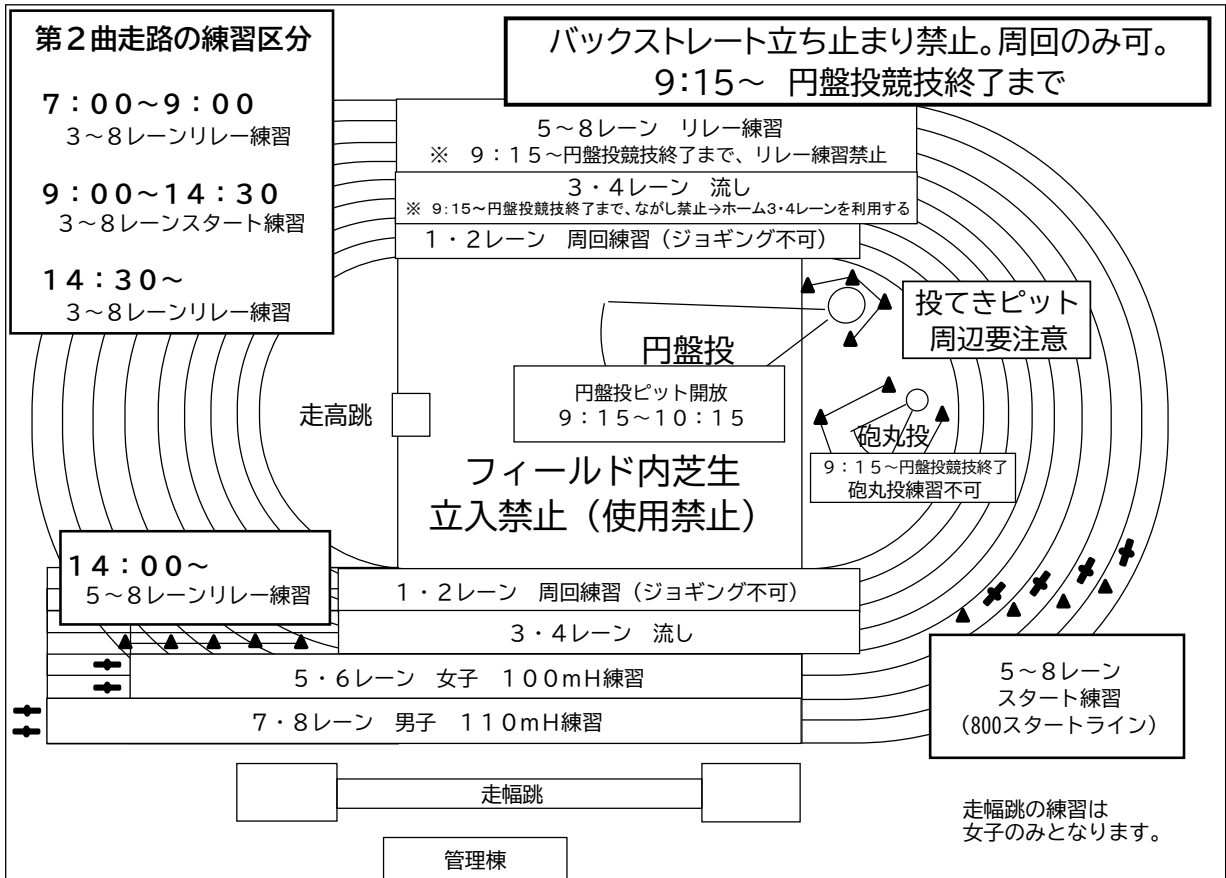 第２曲走路の練習区分
７：００～９：００
３～８レーンリレー練習
９：００～１４：３０
３～８レーンスタート練習
１４：３０～
３～８レーンリレー練習
バックストレート立ち止まり禁止。周回のみ可。
９：１５～　円盤投競技終了まで
５～８レーン　リレー練習
※　９：１５～円盤投競技終了まで、リレー練習禁止
３・４レーン　流し
※ 9:15～円盤投競技終了まで、ながし禁止→ホーム3・4レーンを利用する
１・２レーン　周回練習（ジョギング不可）
投てきピット
周辺要注意
円盤投
円盤投ピット開放
９：１５～１０：１５
走高跳
砲丸投
９：１５～円盤投競技終了
砲丸投練習不可
フィールド内芝生
立入禁止（使用禁止）
１４：００～
５～８レーンリレー練習
１・２レーン　周回練習（ジョギング不可）
３・４レーン　流し
５・６レーン　女子　１００ｍＨ練習
７・８レーン　男子　１１０ｍＨ練習
５～８レーン
スタート練習
(800スタートライン)
走幅跳
走幅跳の練習は
女子のみとなります。
管理棟